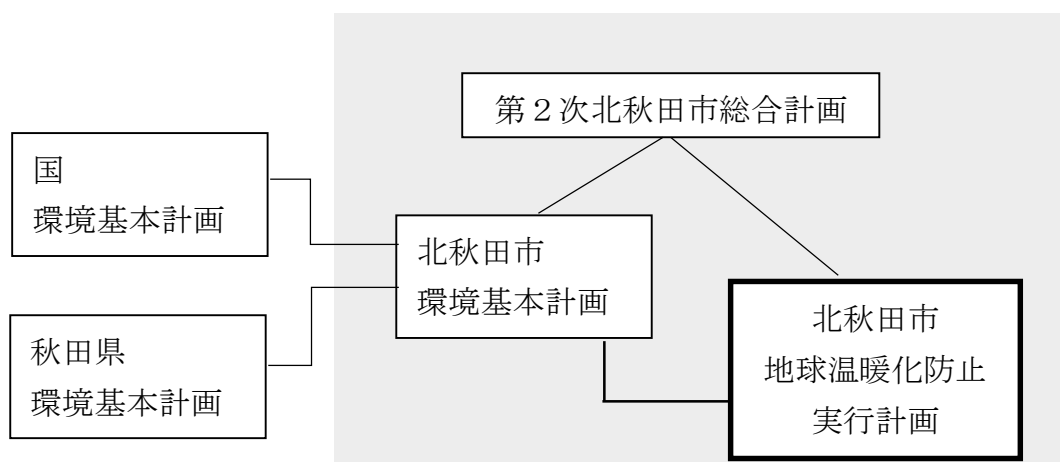 第２次北秋田市総合計画
国
環境基本計画
北秋田市
環境基本計画
秋田県
環境基本計画
北秋田市
地球温暖化防止
実行計画